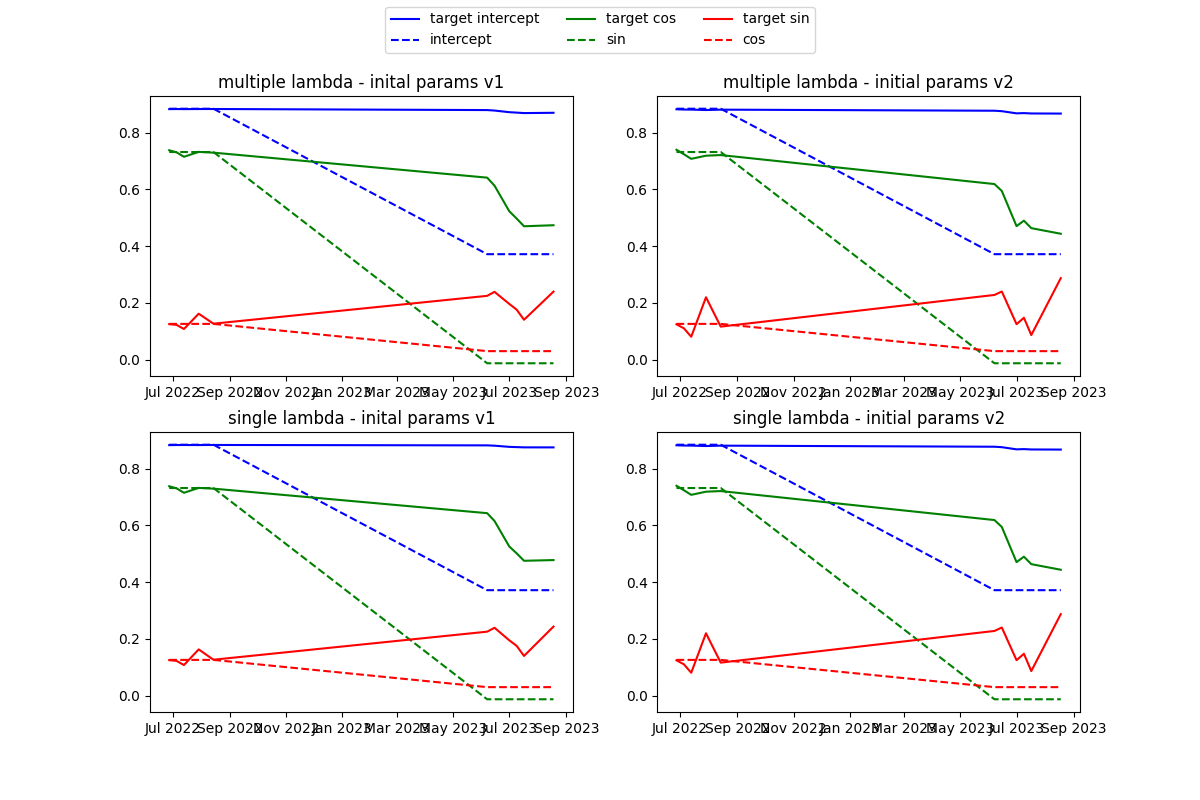 target intercept target cos target sin
intercept sin cos
multiple lambda - inital params v1
0.8
0.6
0.4
0.2
0.0
Jul 2022 Sep 2022 Nov 2022 Jan 2023 Mar 2023 May 2023 Jul 2023 Sep 2023
multiple lambda - initial params v2
0.8
0.6
0.4
0.2
0.0
Jul 2022 Sep 2022 Nov 2022 Jan 2023 Mar 2023 May 2023 Jul 2023 Sep 2023
single lambda - inital params v1
0.8
0.6
0.4
0.2
0.0
Jul 2022 Sep 2022 Nov 2022 Jan 2023 Mar 2023 May 2023 Jul 2023 Sep 2023
single lambda - initial params v2
0.8
0.6
0.4
0.2
0.0
Jul 2022 Sep 2022 Nov 2022 Jan 2023 Mar 2023 May 2023 Jul 2023 Sep 2023